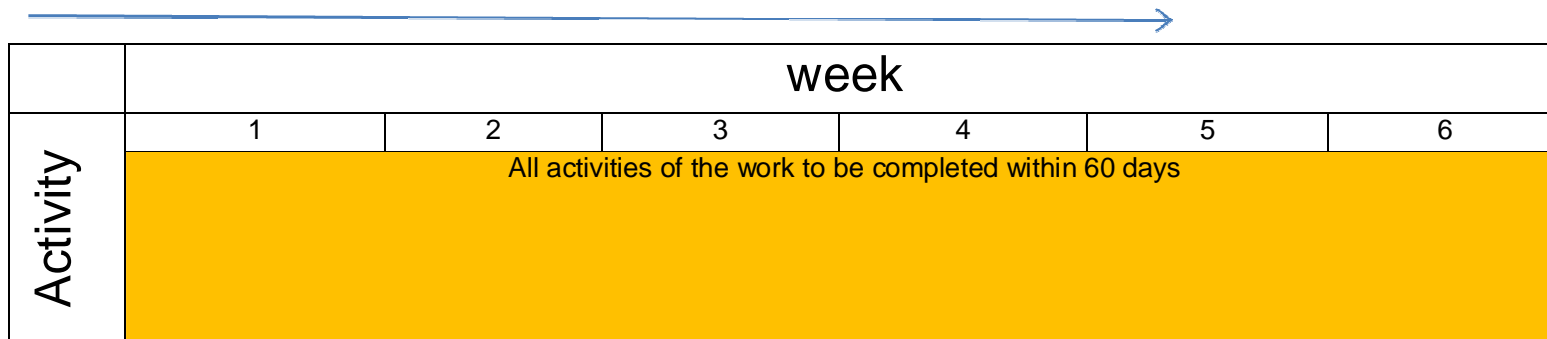 week
1 2 3 4 5 6
Activity
All activities of the work to be completed within 60 days